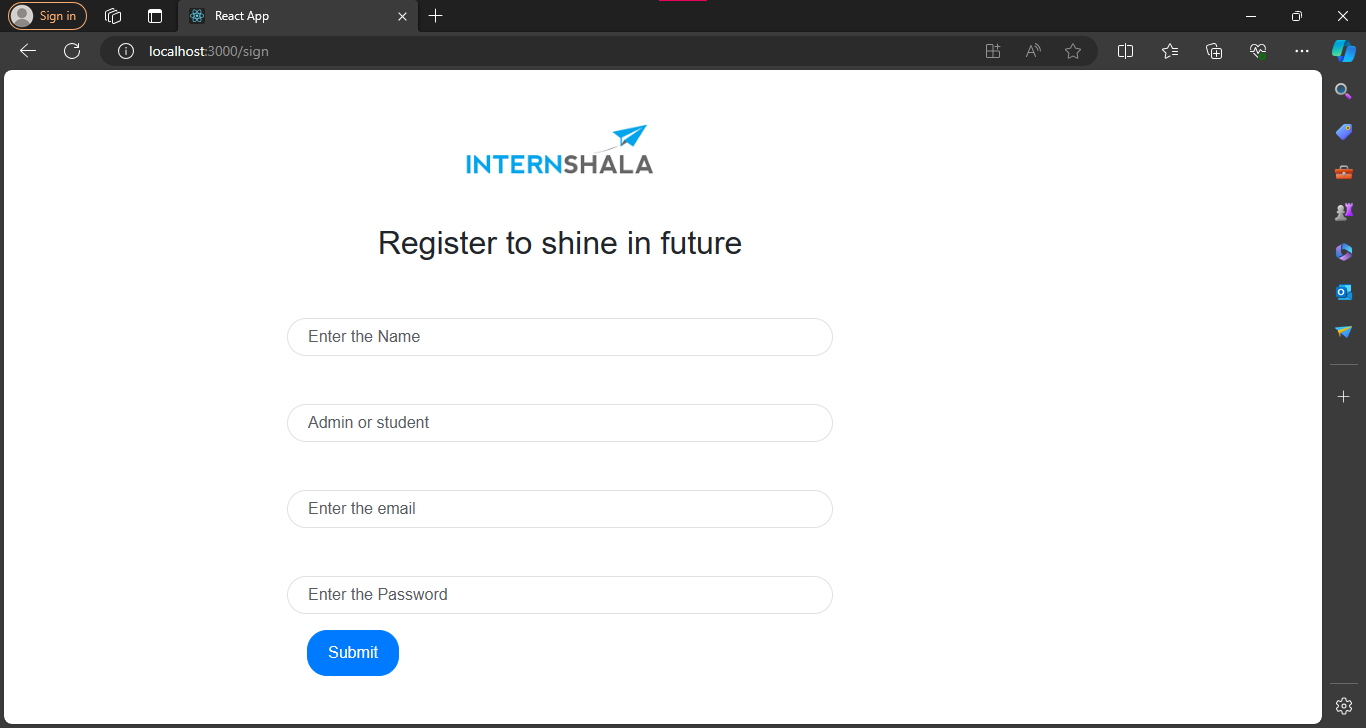 Sign in
React App
localhost:3000/sign
INTERNSHALA
Register to shine in future
Enter the Name
Admin or student
Enter the email
Enter the Password
Submit